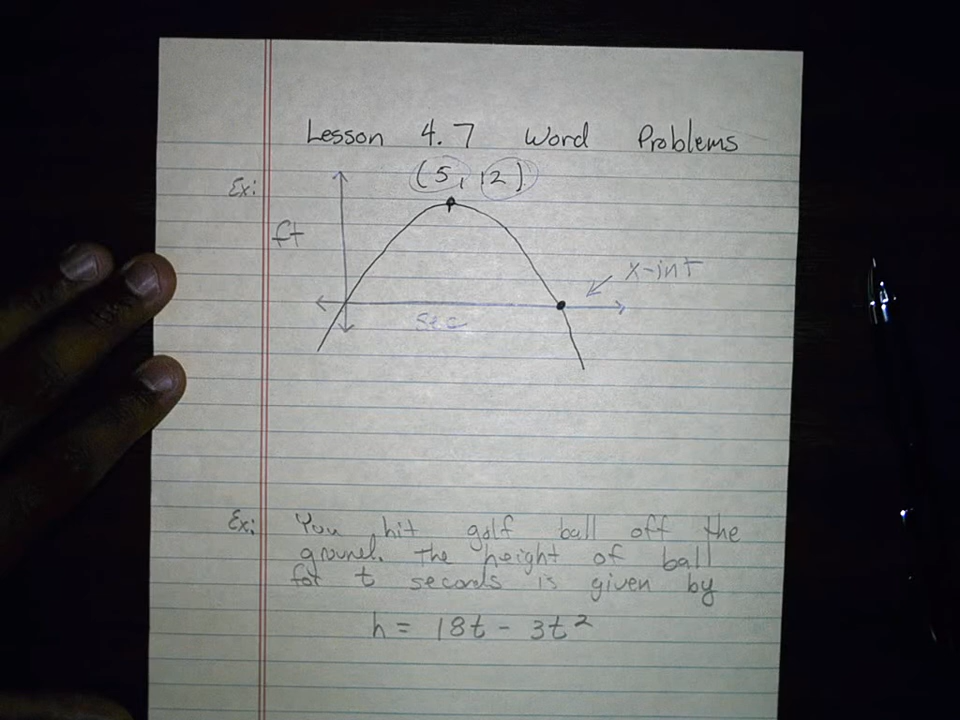 Lesson 4.7 Word Problems
(5, 12)
Ex:
ft
x-int
sec
Ex: You hit golf ball off the
ground. The height of ball
for t seconds is given by
h = 18t - 3t²